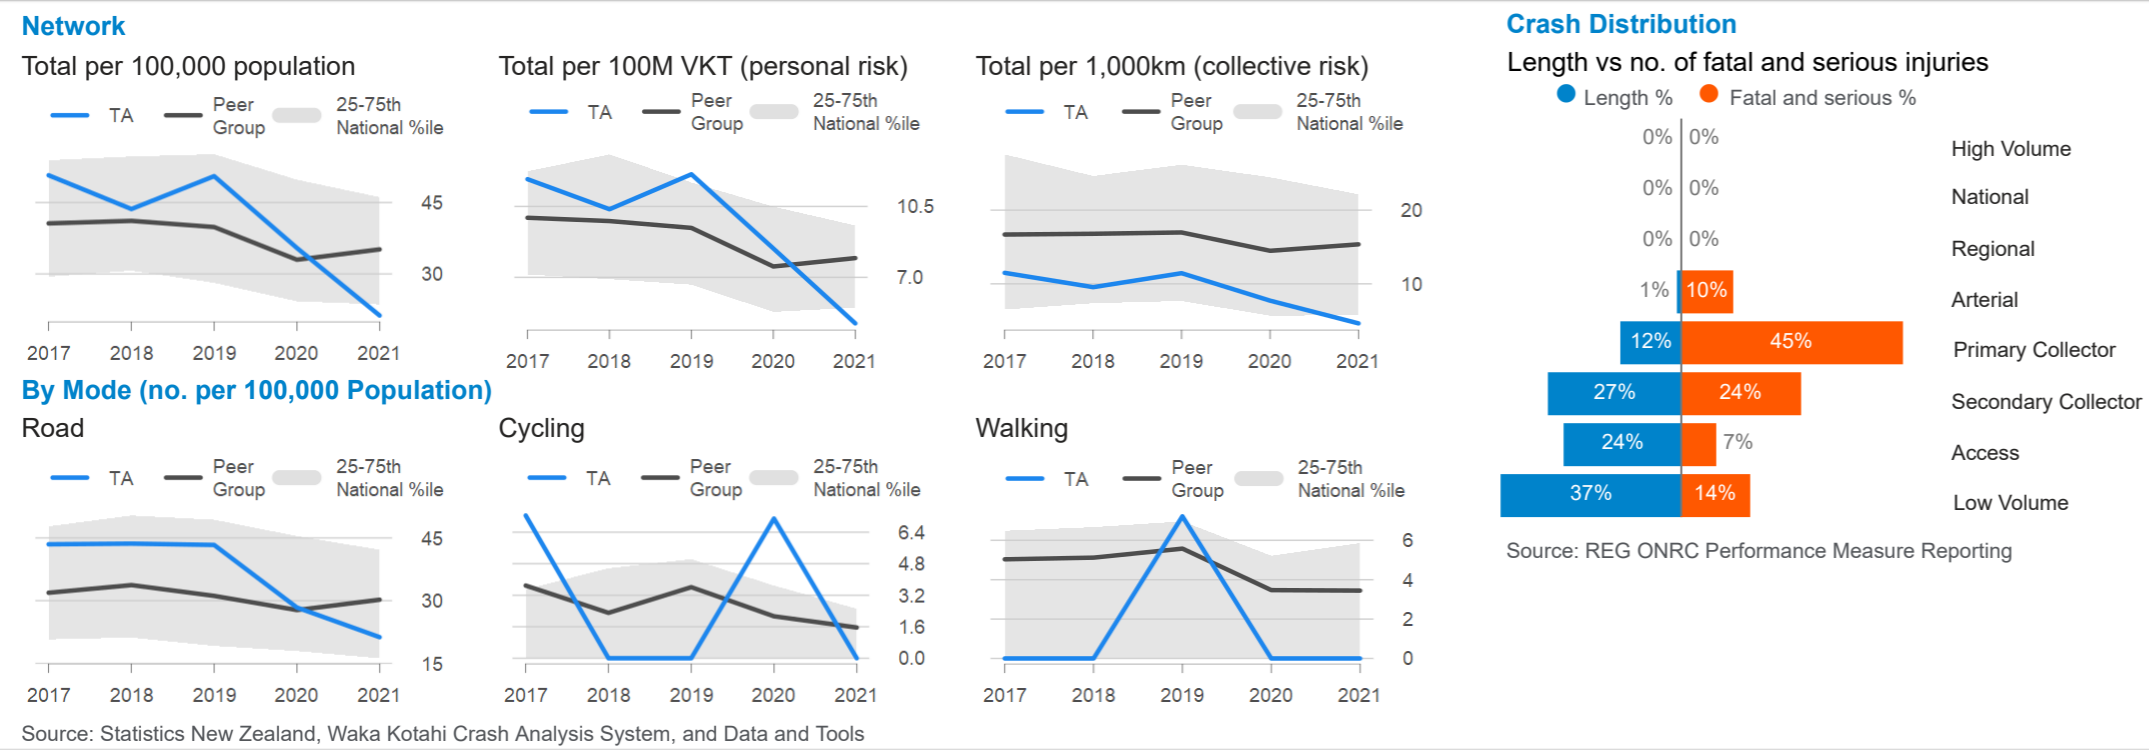 Network
Total per 100,000 population
TA
Peer Group
25-75th National %ile
45
30
2017 2018 2019 2020 2021
Total per 100M VKT (personal risk)
TA
Peer Group
25-75th National %ile
10.5
7.0
2017 2018 2019 2020 2021
Total per 1,000km (collective risk)
TA
Peer Group
25-75th National %ile
20
10
2017 2018 2019 2020 2021
By Mode (no. per 100,000 Population)
Road
TA
Peer Group
25-75th National %ile
45
30
15
2017 2018 2019 2020 2021
Cycling
TA
Peer Group
25-75th National %ile
6.4
4.8
3.2
1.6
0.0
2017 2018 2019 2020 2021
Walking
TA
Peer Group
25-75th National %ile
6
4
2
0
2017 2018 2019 2020 2021
Source: Statistics New Zealand, Waka Kotahi Crash Analysis System, and Data and Tools
Crash Distribution
Length vs no. of fatal and serious injuries
Length % Fatal and serious %
0% 0% High Volume
0% 0% National
0% 0% Regional
1% 10% Arterial
12% 45% Primary Collector
27% 24% Secondary Collector
24% 7% Access
37% 14% Low Volume
Source: REG ONRC Performance Measure Reporting